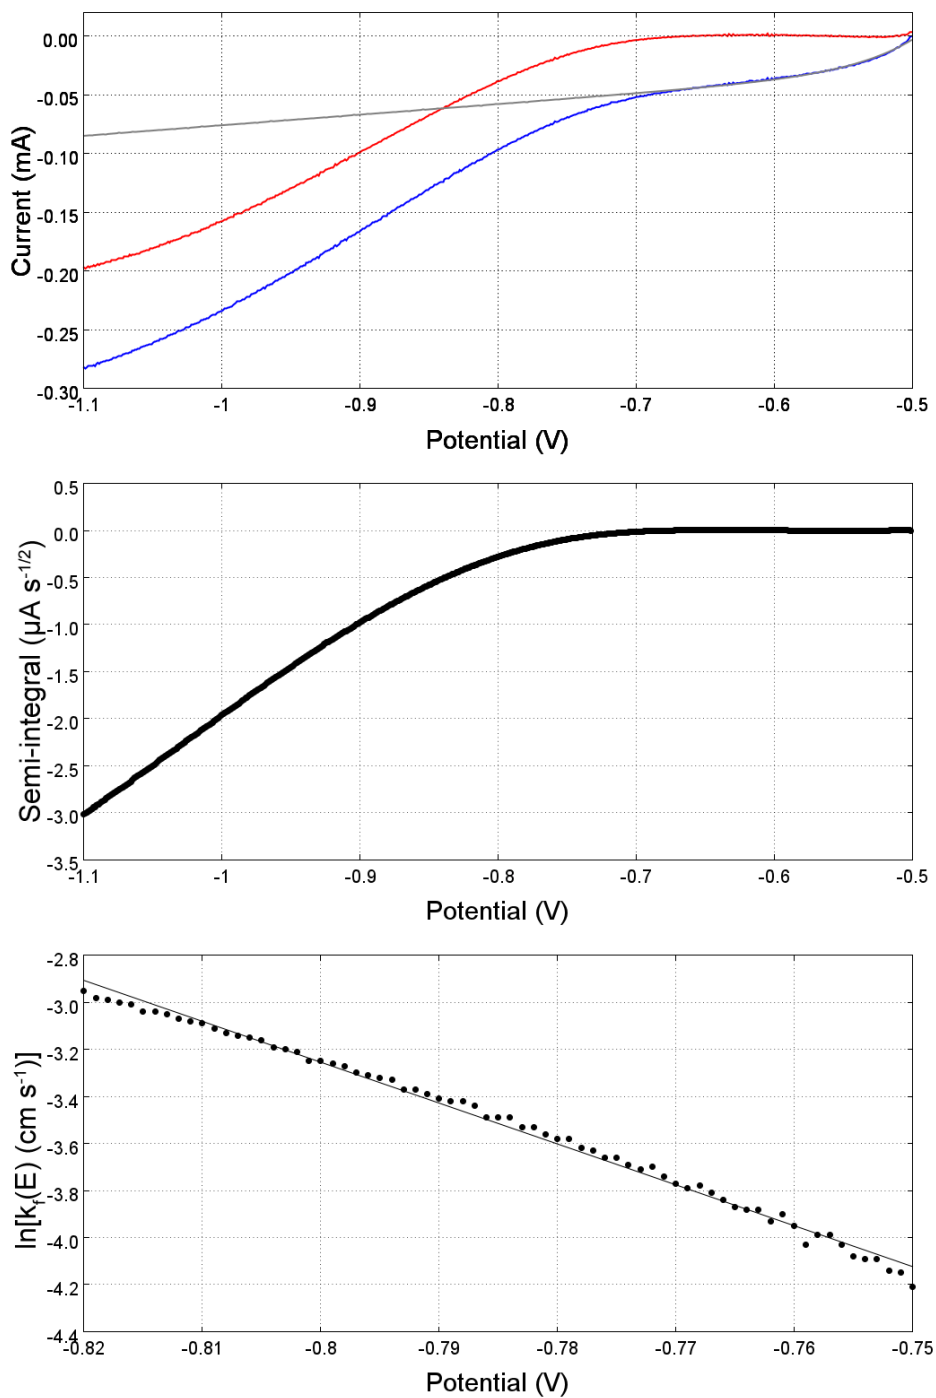 0.00
-0.05
-0.10
-0.15
-0.20
-0.25
-0.30
Current (mA)
-1.1 -1 -0.9 -0.8 -0.7 -0.6 -0.5
Potential (V)
0.5
0.0
-0.5
-1.0
-1.5
-2.0
-2.5
-3.0
-3.5
Semi-integral (µA s-1/2)
-1.1 -1 -0.9 -0.8 -0.7 -0.6 -0.5
Potential (V)
-2.8
-3.0
-3.2
-3.4
-3.6
-3.8
-4.0
-4.2
-4.4
ln[kf(E) (cm s-1)]
-0.82 -0.81 -0.8 -0.79 -0.78 -0.77 -0.76 -0.75
Potential (V)